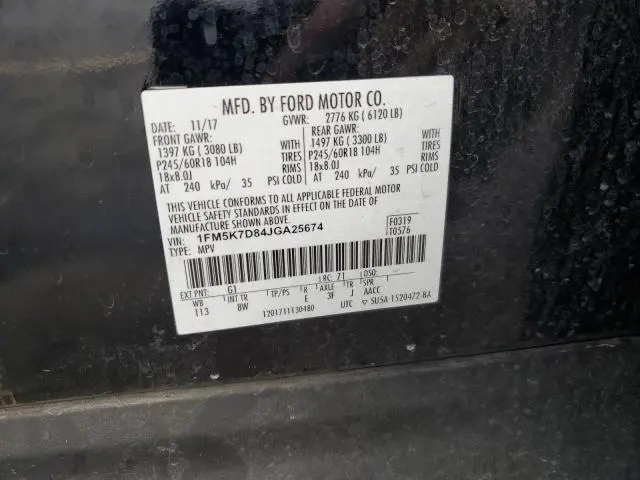 MFD. BY FORD MOTOR CO.
DATE: 11/17 GVWR: 2776 KG ( 6120 LB)
FRONT GAWR: REAR GAWR:
1397 KG ( 3080 LB) WITH 1497 KG ( 3300 LB) WITH
P245/60R18 104H TIRES P245/60R18 104H TIRES
18x8.0J RIMS 18x8.0J RIMS
AT 240 kPa/ 35 PSI COLD AT 240 kPa/ 35 PSI COLD
THIS VEHICLE CONFORMS TO ALL APPLICABLE FEDERAL MOTOR
VEHICLE SAFETY STANDARDS IN EFFECT ON THE DATE OF
MANUFACTURE SHOWN ABOVE.
VIN: 1FM5K7D84JGA25674 F0319
TYPE: MPV T0576
EXT PNT: G1 RC: 71 DSO:
WB INT TR TP/PS R AXLE TR SPR
113 8W E 3F J AACC
1201711130480 UTC ▽ 5U5A-1520472-BA